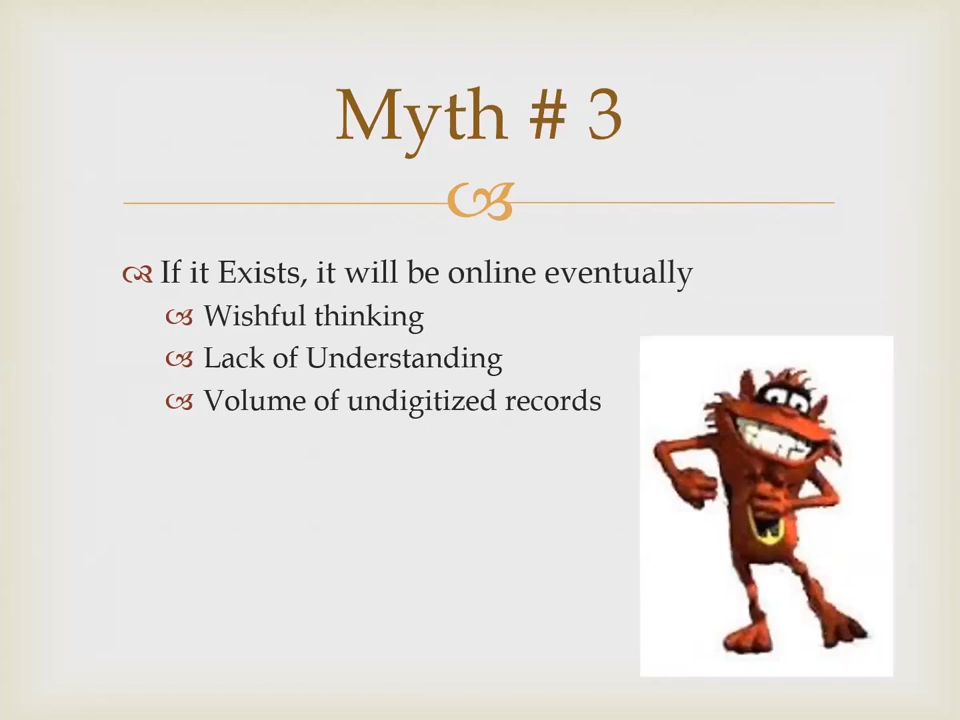 Myth # 3
If it Exists, it will be online eventually
Wishful thinking
Lack of Understanding
Volume of undigitized records